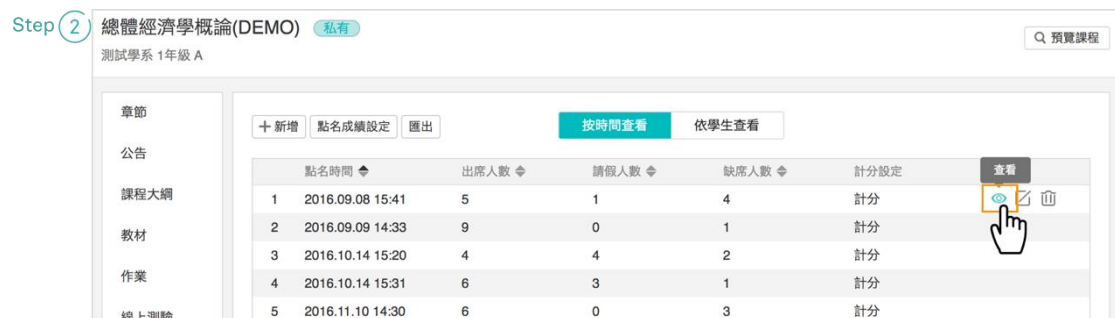 Step 2
總體經濟學概論(DEMO) 私有
預覽課程
測試學系 1年級 A
章節
公告
課程大綱
教材
作業
線上測驗
新增 點名成績設定 匯出 按時間查看 依學生查看
點名時間 出席人數 請假人數 缺席人數 計分設定 查看
1 2016.09.08 15:41 5 1 4 計分
2 2016.09.09 14:33 9 0 1 計分
3 2016.10.14 15:20 4 4 2 計分
4 2016.10.14 15:31 6 3 1 計分
5 2016.11.10 14:30 6 0 3 計分